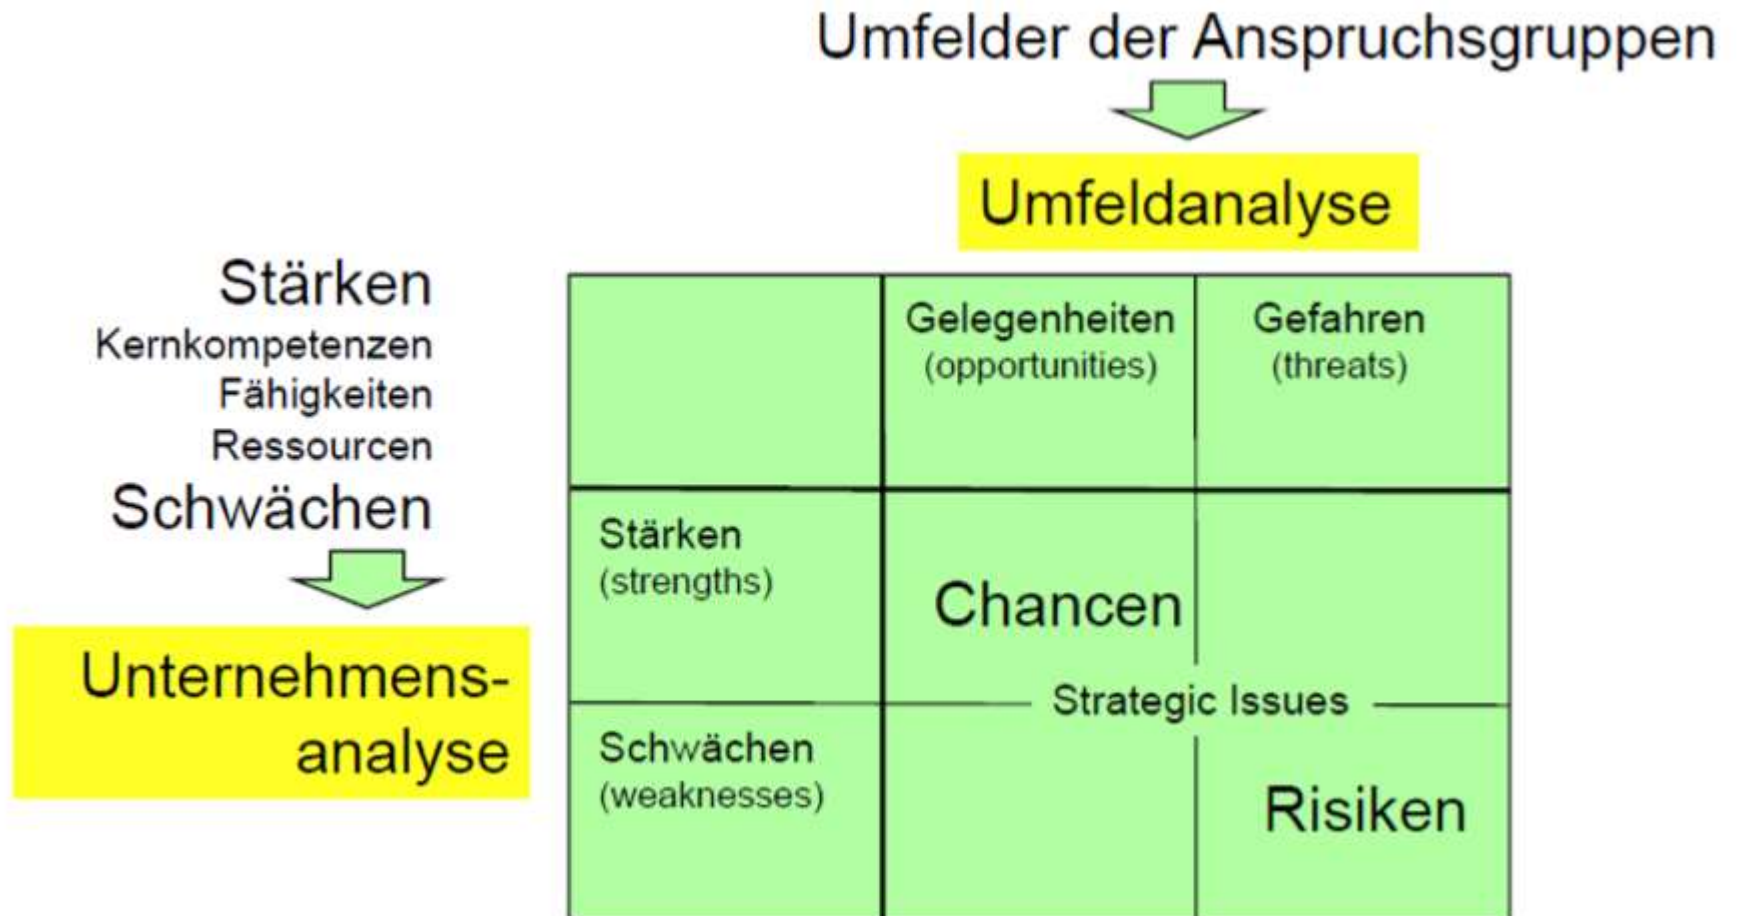 Umfelder der Anspruchsgruppen
Umfeldanalyse
Stärken
Kernkompetenzen
Fähigkeiten
Ressourcen
Schwächen
Unternehmens-
analyse
Gelegenheiten
(opportunities)
Gefahren
(threats)
Stärken
(strengths)
Chancen
Strategic Issues
Schwächen
(weaknesses)
Risiken